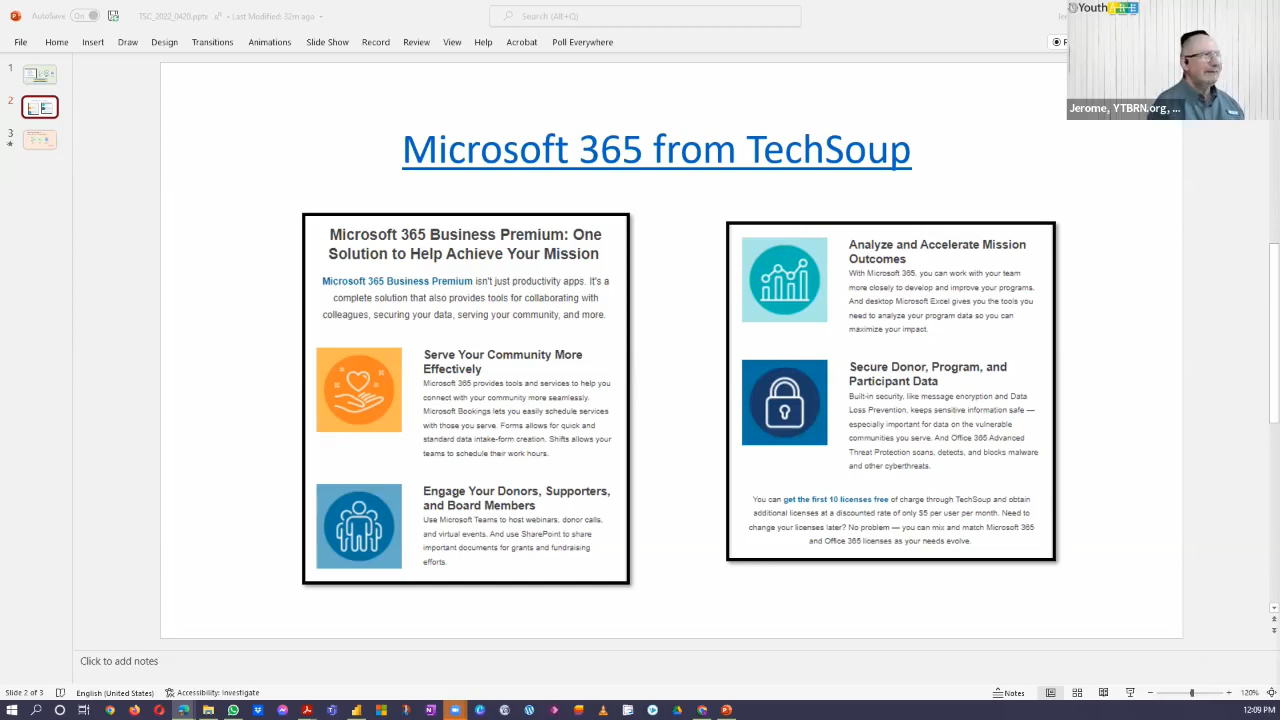 AutoSave
On
TSC_2022_0420.pptx
Last Modified: 32m ago
Search (Alt+Q)
File Home Insert Draw Design Transitions Animations Slide Show Record Review View Help Acrobat Poll Everywhere
Youth
Jerome, YTBRN.org, ...
1
2
3
Microsoft 365 from TechSoup
Microsoft 365 Business Premium: One
Solution to Help Achieve Your Mission
Microsoft 365 Business Premium isn't just productivity apps. It's a
complete solution that also provides tools for collaborating with
colleagues, securing your data, serving your community, and more.
Serve Your Community More
Effectively
Microsoft 365 provides tools and services to help you
connect with your community more seamlessly.
Microsoft Bookings lets you easily schedule services
with those you serve. Forms allows for quick and
standard data intake-form creation. Shifts allows your
teams to schedule their work hours.
Engage Your Donors, Supporters,
and Board Members
Use Microsoft Teams to host webinars, donor calls,
and virtual events. And use SharePoint to share
important documents for grants and fundraising
efforts.
Analyze and Accelerate Mission
Outcomes
With Microsoft 365, you can work with your team
more closely to develop and improve your programs.
And desktop Microsoft Excel gives you the tools you
need to analyze your program data so you can
maximize your impact.
Secure Donor, Program, and
Participant Data
Built-in security, like message encryption and Data
Loss Prevention, keeps sensitive information safe —
especially important for data on the vulnerable
communities you serve. And Office 365 Advanced
Threat Protection scans, detects, and blocks malware
and other cyberthreats.
You can get the first 10 licenses free of charge through TechSoup and obtain
additional licenses at a discounted rate of only $5 per user per month. Need to
change your licenses later? No problem — you can mix and match Microsoft 365
and Office 365 licenses as your needs evolve.
Click to add notes
Slide 2 of 3 English (United States) Accessibility: Investigate Notes 120%
12:09 PM